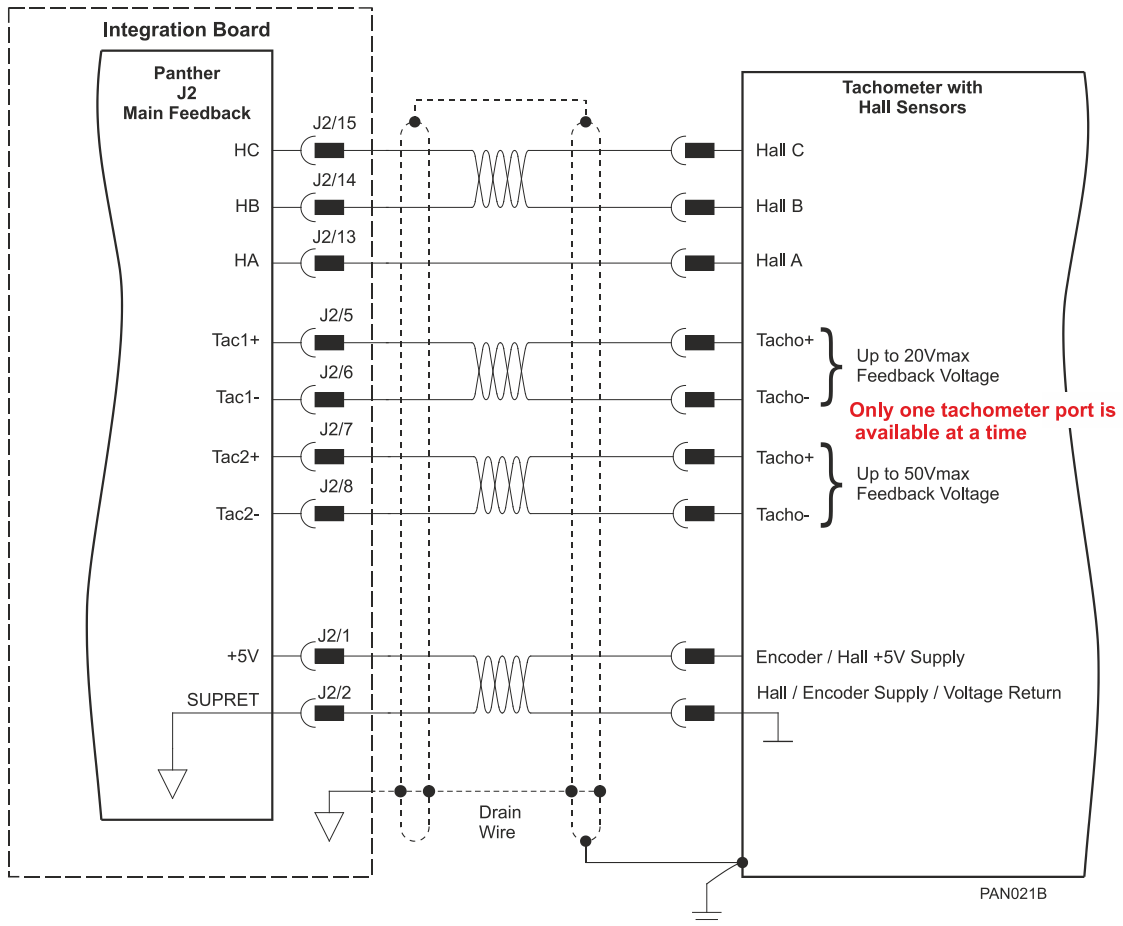 Integration Board
Panther
J2
Main Feedback
Tachometer with
Hall Sensors
J2/15
HC
Hall C
J2/14
HB
Hall B
J2/13
HA
Hall A
J2/5
Tac1+
Tacho+
Up to 20Vmax
Feedback Voltage
J2/6
Tac1-
Tacho-
Only one tachometer port is
available at a time
J2/7
Tac2+
Tacho+
Up to 50Vmax
Feedback Voltage
J2/8
Tac2-
Tacho-
J2/1
+5V
Encoder / Hall +5V Supply
J2/2
SUPRET
Hall / Encoder Supply / Voltage Return
Drain
Wire
PAN021B